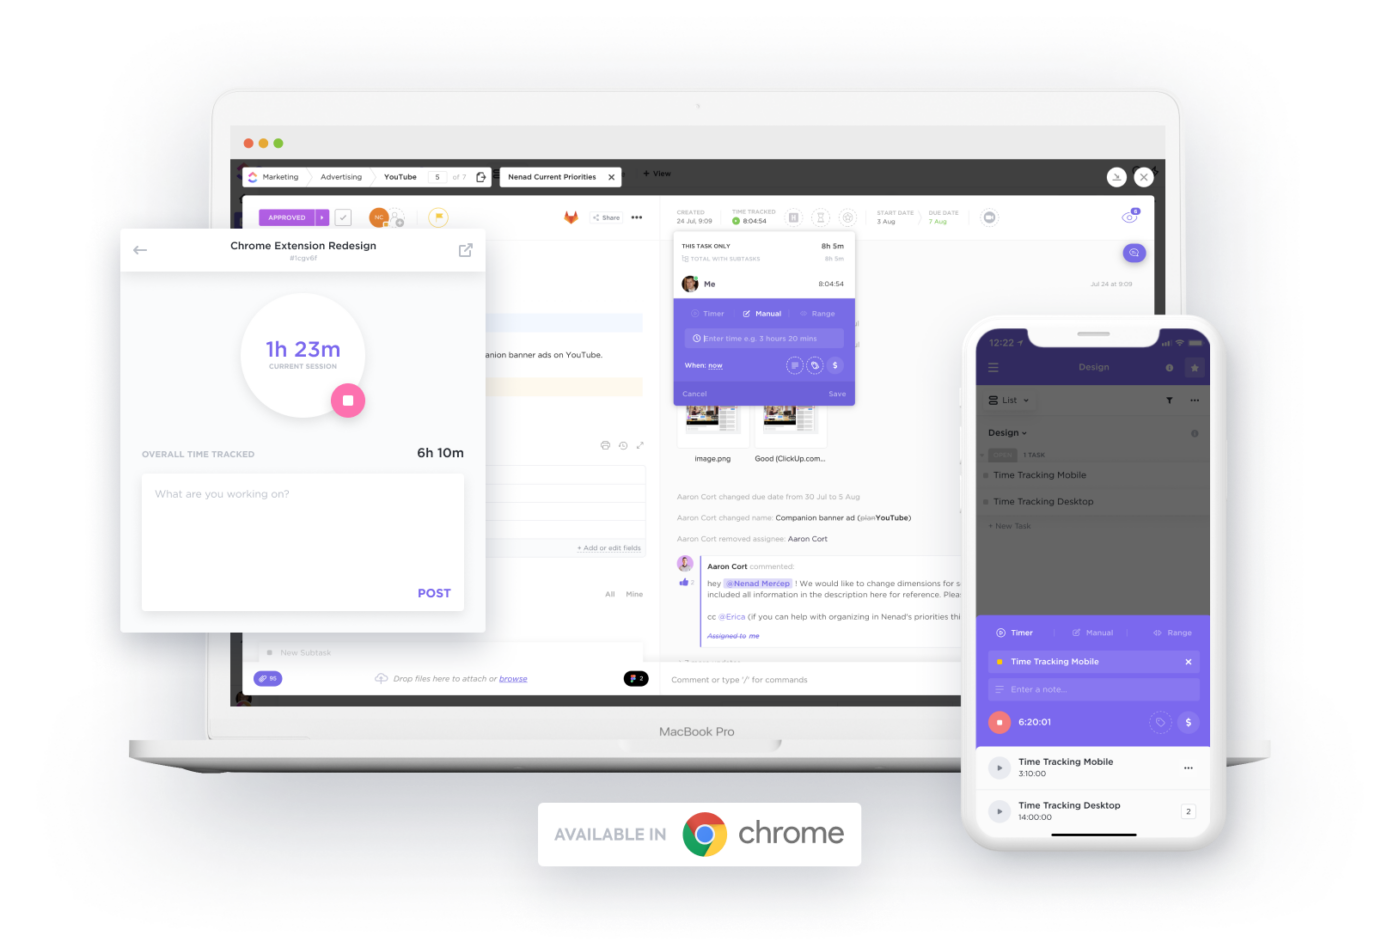 Marketing
Advertising
YouTube
5 of 7
Nenad Current Priorities
+ View
APPROVED
NC
Share
CREATED
24 Jul, 9:09
TIME TRACKED
8:04:54
START DATE
3 Aug
DUE DATE
7 Aug
6
Chrome Extension Redesign
#1cgv6f
1h 23m
CURRENT SESSION
OVERALL TIME TRACKED
6h 10m
What are you working on?
POST
anion banner ads on YouTube.
+ Add or edit fields
All
Mine
New Subtask
95
Drop files here to attach or browse
2
THIS TASK ONLY
8h 5m
TOTAL WITH SUBTASKS
8h 5m
Me
8:04:54
Timer
Manual
Range
Enter time e.g. 3 hours 20 mins
When: now
$
Cancel
Save
Jul 24 at 9:09
image.png
Good (ClickUp.com...
Aaron Cort changed due date from 30 Jul to 5 Aug
Aaron Cort changed name: Companion banner ad (planYouTube)
Aaron Cort removed assignee: Aaron Cort
Aaron Cort commented:
hey @Nenad Mercep ! We would like to change dimensions for s
included all information in the description here for reference. Plea
cc @Erica (if you can help with organizing in Nenad's priorities thi
Assigned to me
2
Comment or type '/' for commands
MacBook Pro
12:22
Design
List
Design
1 TASK
Time Tracking Mobile
Time Tracking Desktop
+ New Task
Timer
Manual
Range
Time Tracking Mobile
Enter a note...
6:20:01
$
Time Tracking Mobile
3:10:00
Time Tracking Desktop
14:00:00
2
AVAILABLE IN
chrome